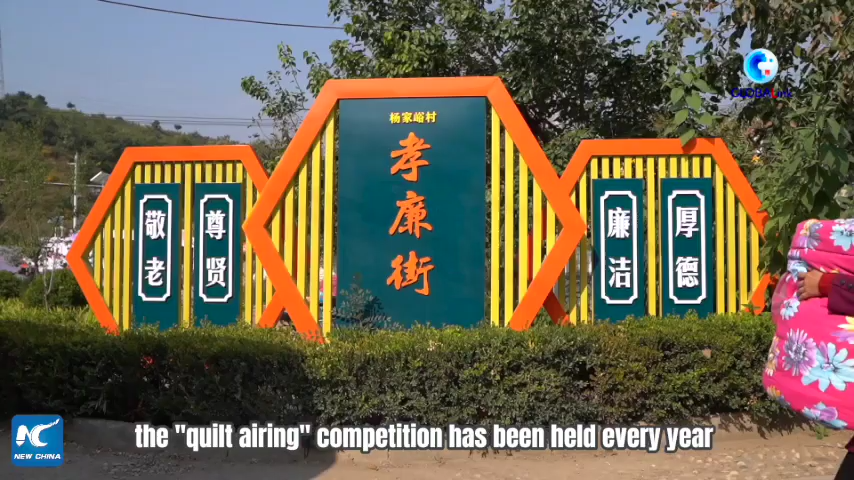 GLOBALink
杨家峪村
孝廉街
敬老
尊贤
廉洁
厚德
the "quilt airing" competition has been held every year
NEW CHINA